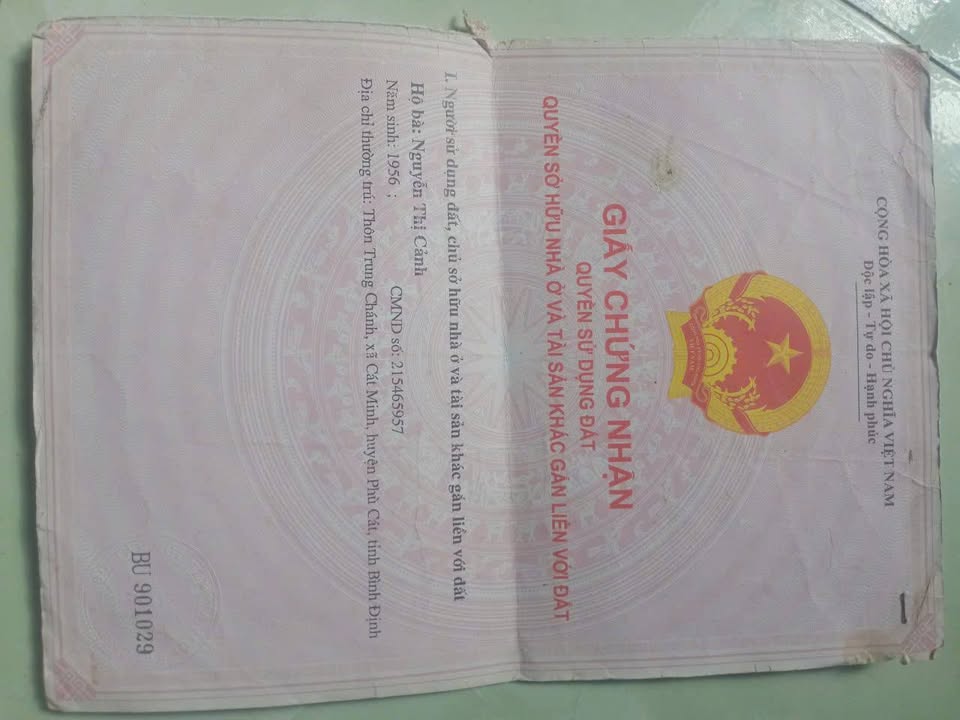 CỘNG HÒA XÃ HỘI CHỦ NGHĨA VIỆT NAM
Độc lập - Tự do - Hạnh phúc
GIẤY CHỨNG NHẬN
QUYỀN SỬ DỤNG ĐẤT
QUYỀN SỞ HỮU NHÀ Ở VÀ TÀI SẢN KHÁC GẮN LIỀN VỚI ĐẤT
I. Người sử dụng đất, chủ sở hữu nhà ở và tài sản khác gắn liền với đất
Hộ bà: Nguyễn Thị Cảnh
Năm sinh: 1956 ; CMND số: 215465957
Địa chỉ thường trú: Thôn Trung Chánh, xã Cát Minh, huyện Phù Cát, tỉnh Bình Định
BU 901029